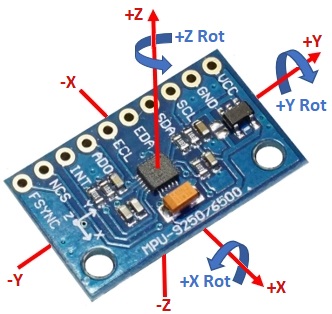 +Z
+Z Rot
+Y
-X
+Y Rot
VCC
GND
SCL
SDA
EDA
ECL
ADO
INT
NCS
FSYNC
Z
Y
X
MPU-9250/6500
-Y
-Z
+X Rot
+X